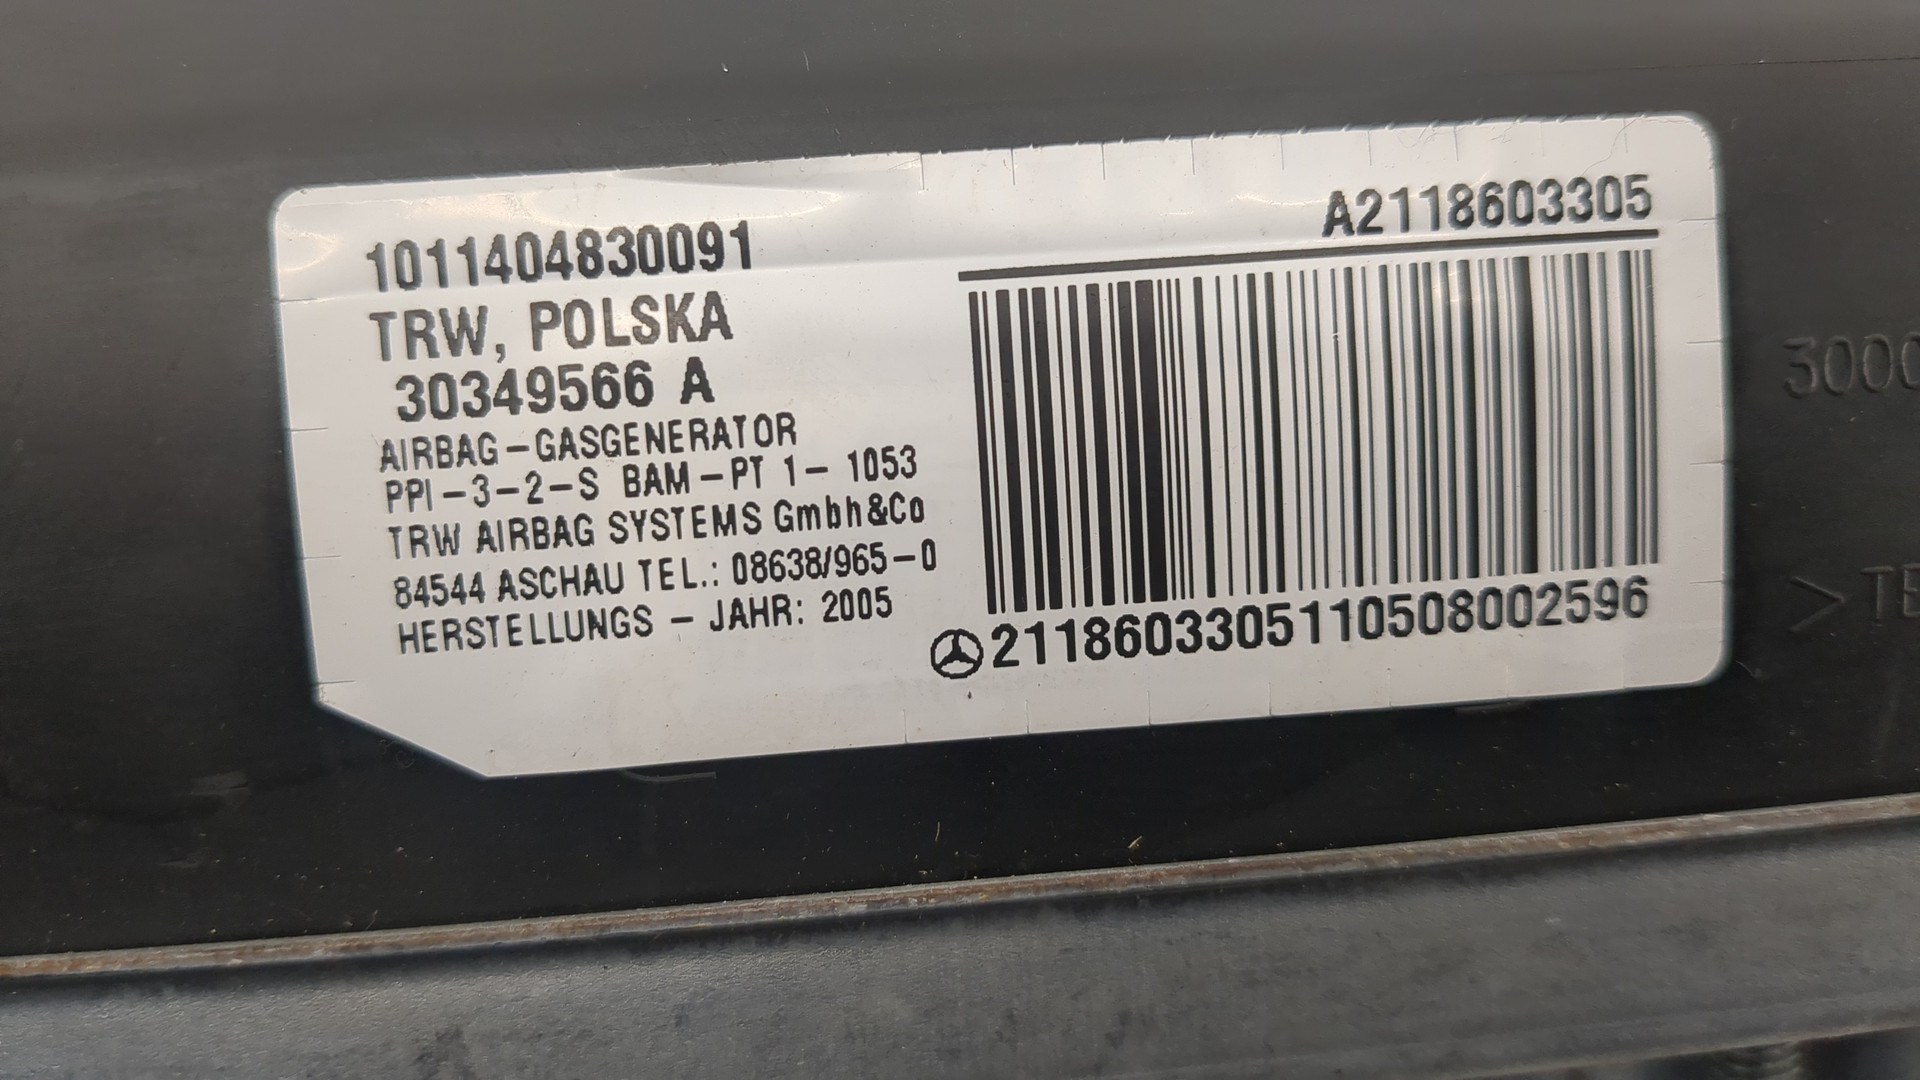 1011404830091
TRW, POLSKA
30349566 A
AIRBAG-GASGENERATOR
PPI-3-2-S BAM-PT 1- 1053
TRW AIRBAG SYSTEMS Gmbh&Co
84544 ASCHAU TEL.: 08638/965-0
HERSTELLUNGS - JAHR: 2005
A2118603305
2118603305110508002596
3000